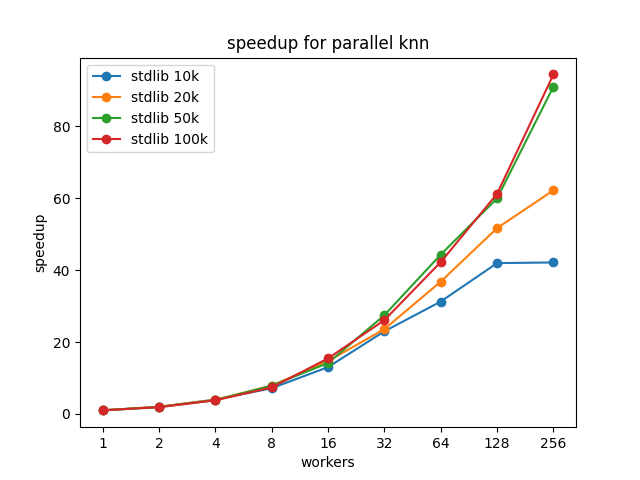 speedup for parallel knn
stdlib 10k
stdlib 20k
stdlib 50k
stdlib 100k
speedup
80
60
40
20
0
1 2 4 8 16 32 64 128 256
workers